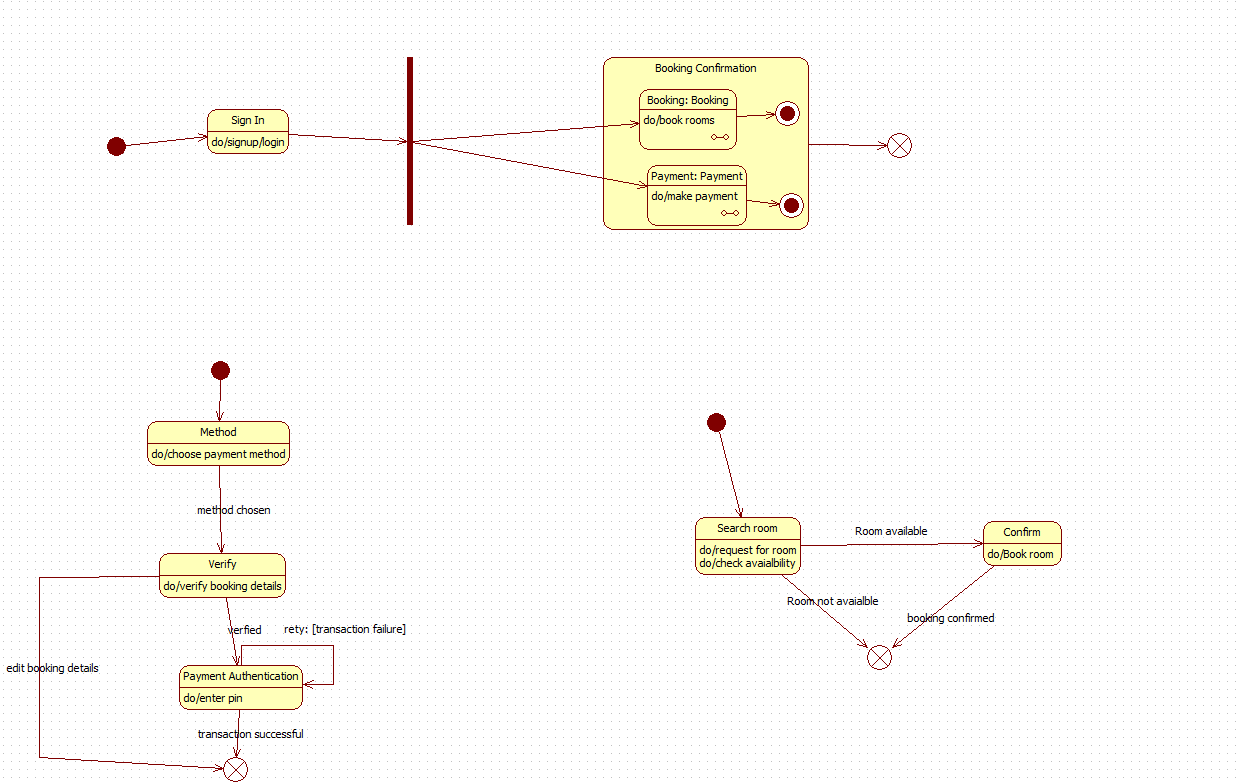 Booking Confirmation
Sign In
do/signup/login
Booking: Booking
do/book rooms
Payment: Payment
do/make payment
Method
do/choose payment method
method chosen
Verify
do/verify booking details
verfied
rety: [transaction failure]
edit booking details
Payment Authentication
do/enter pin
transaction successful
Search room
do/request for room
do/check avaialbility
Room available
Confirm
do/Book room
Room not avaialble
booking confirmed